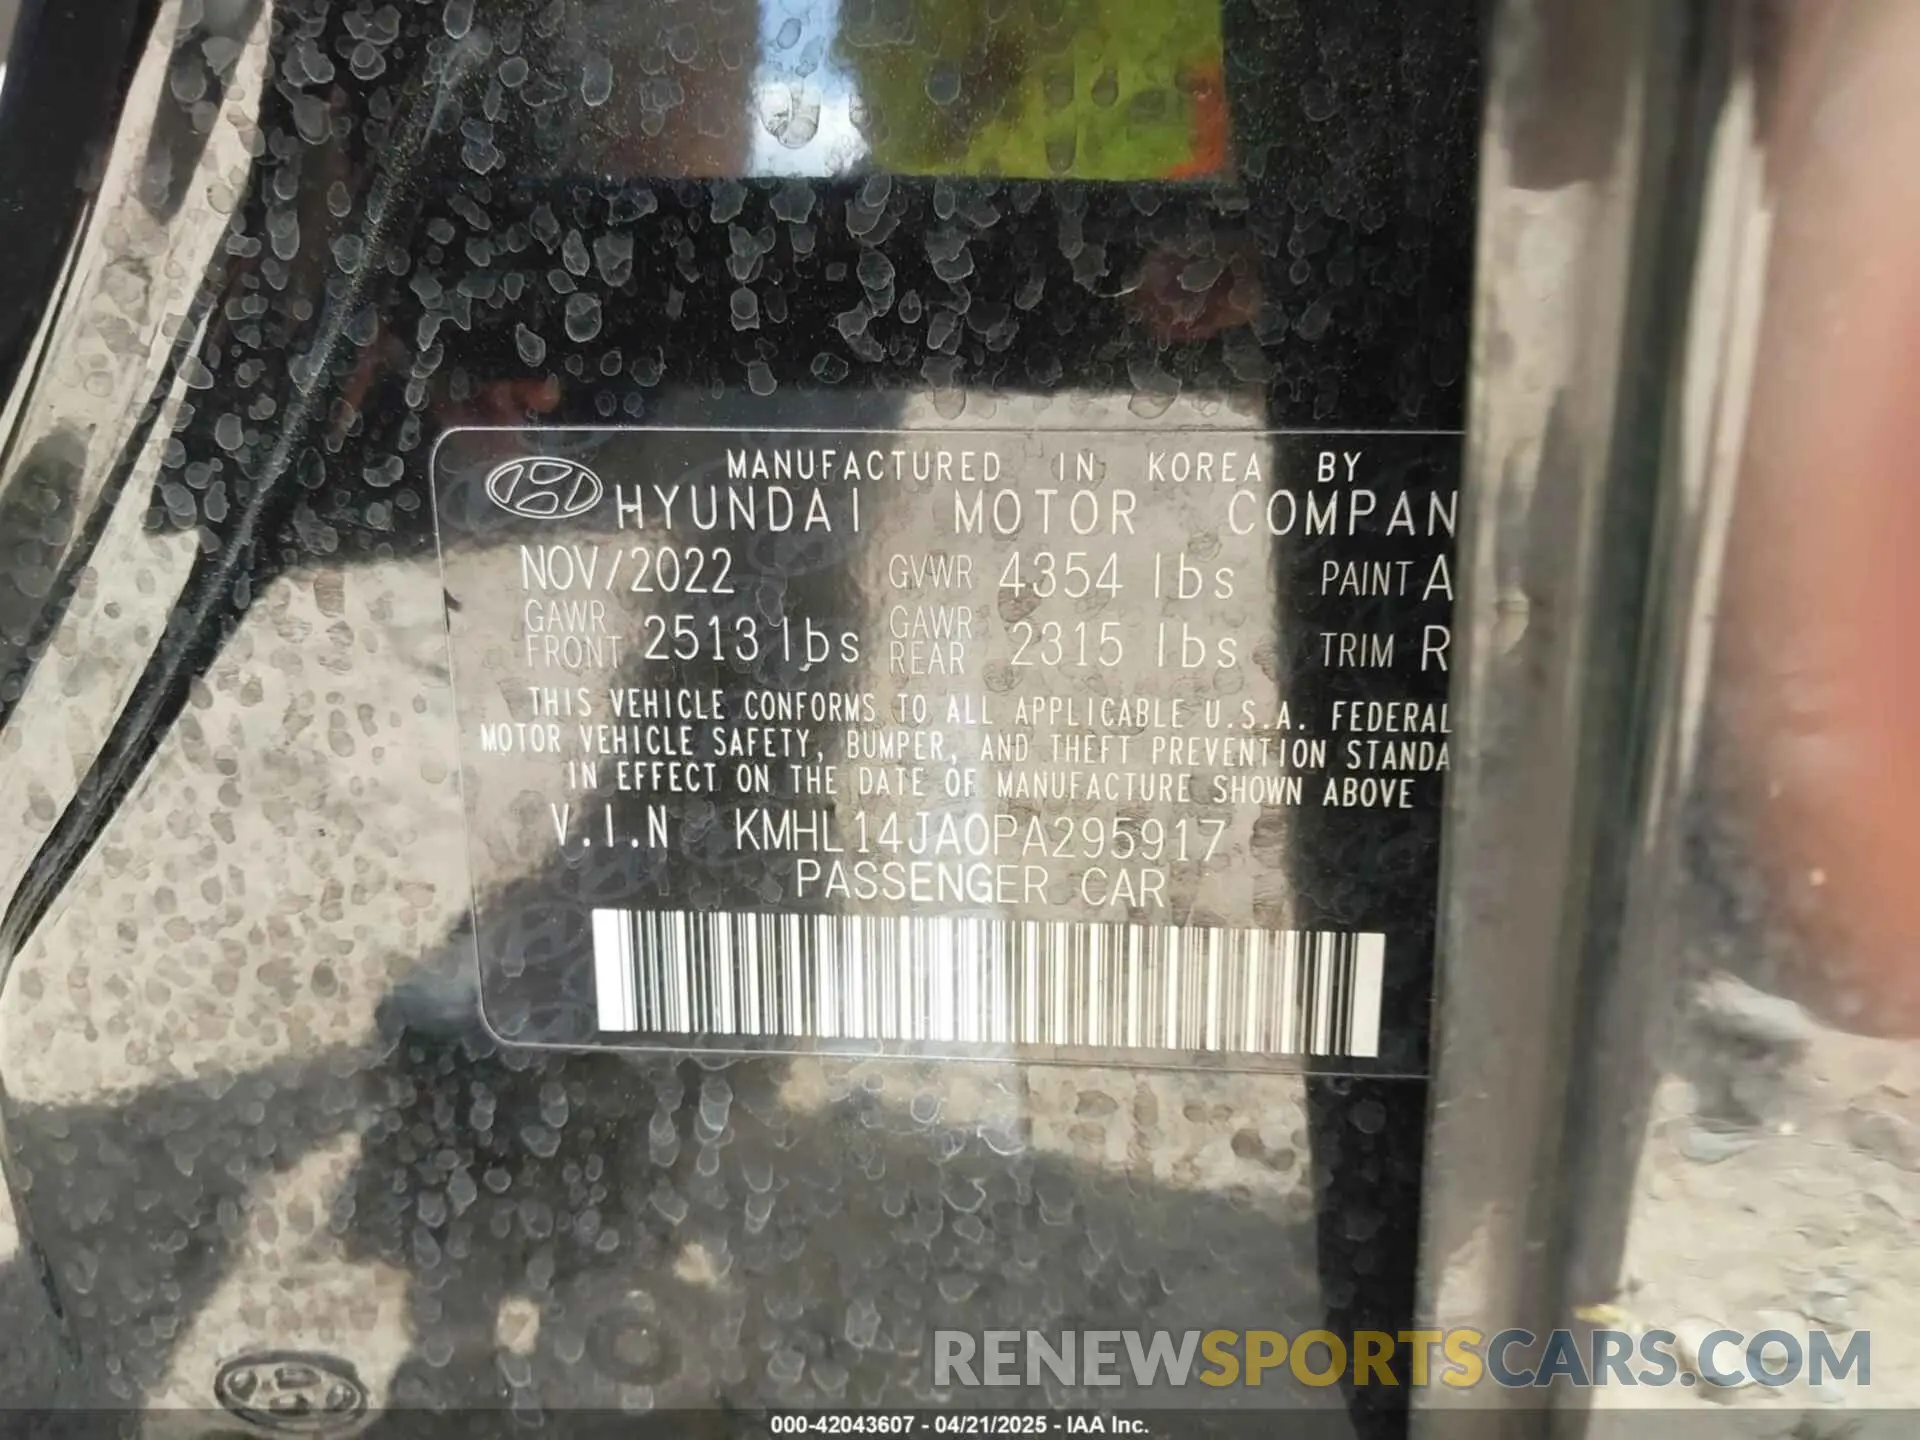 MANUFACTURED IN KOREA BY
HYUNDAI MOTOR COMPAN
NOV/2022 GVWR 4354 lbs PAINT A
GAWR FRONT 2513 lbs GAWR REAR 2315 lbs TRIM R
THIS VEHICLE CONFORMS TO ALL APPLICABLE U.S.A. FEDERAL
MOTOR VEHICLE SAFETY, BUMPER, AND THEFT PREVENTION STANDA
IN EFFECT ON THE DATE OF MANUFACTURE SHOWN ABOVE
V.I.N KMHL14JA0PA295917
PASSENGER CAR
RENEWSPORTSCARS.COM
000-42043607 - 04/21/2025 - IAA Inc.